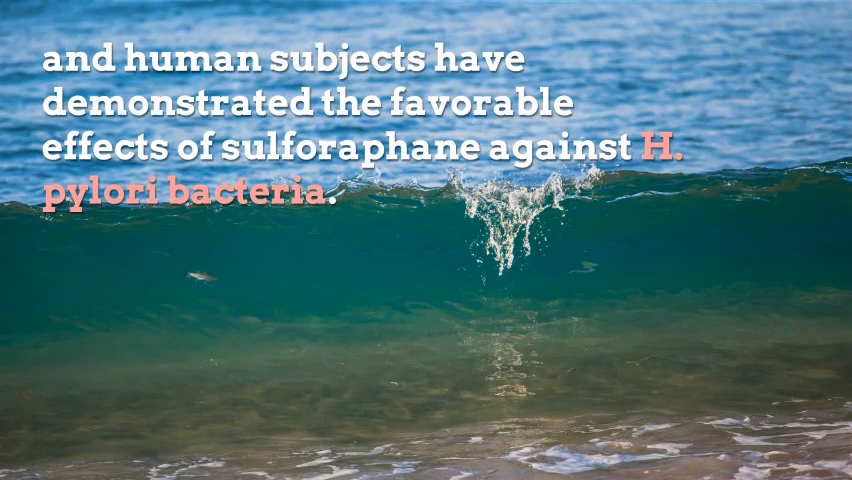 and human subjects have
demonstrated the favorable
effects of sulforaphane against H.
pylori bacteria.